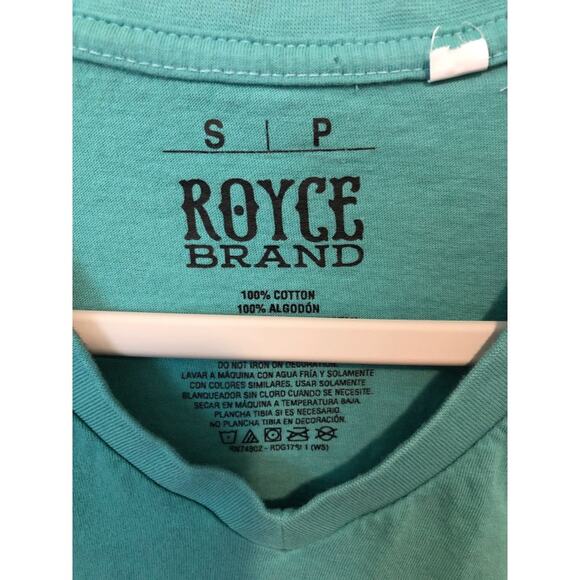 S | P
ROYCE
BRAND
100% COTTON
100% ALGODÓN
DO NOT IRON ON DECORATION.
LAVAR A MÁQUINA CON AGUA FRÍA Y SOLAMENTE
CON COLORES SIMILARES. USAR SOLAMENTE
BLANQUEADOR SIN CLORO CUANDO SE NECESITE.
SECAR EN MÁQUINA A TEMPERATURA BAJA.
PLANCHA TIBIA SI ES NECESARIO.
NO PLANCHA TIBIA EN DECORACIÓN.
(WS)